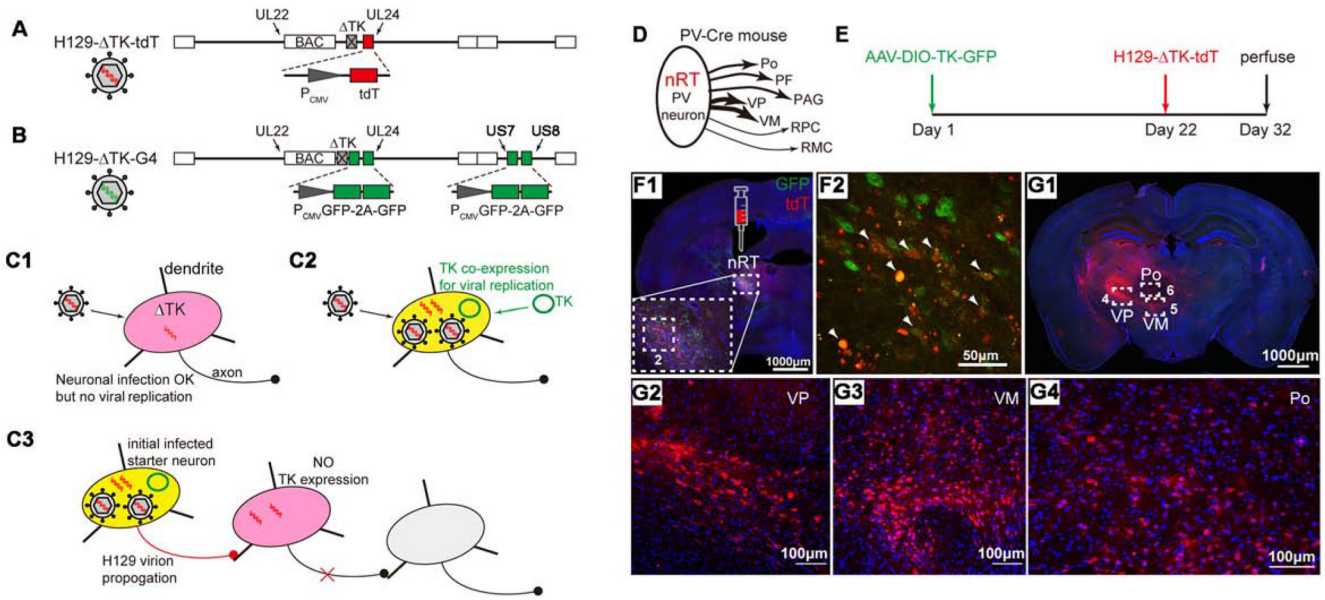 A
H129-ΔTK-tdT
UL22
ΔTK
UL24
BAC
PCMV
tdT
B
H129-ΔTK-G4
UL22
ΔTK
UL24
US7
US8
BAC
PCMVGFP-2A-GFP
PCMVGFP-2A-GFP
C1
dendrite
ΔTK
axon
Neuronal infection OK
but no viral replication
C2
TK co-expression
for viral replication
TK
C3
initial infected
starter neuron
NO
TK expression
H129 virion
propogation
D
PV-Cre mouse
nRT
PV
neuron
Po
PF
PAG
VP
VM
RPC
RMC
E
AAV-DIO-TK-GFP
H129-ΔTK-tdT
perfuse
Day 1
Day 22
Day 32
F1
GFP
tdT
nRT
2
1000μm
F2
50μm
G1
Po
4
6
5
VP
VM
1000μm
G2
VP
100μm
G3
VM
100μm
G4
Po
100μm